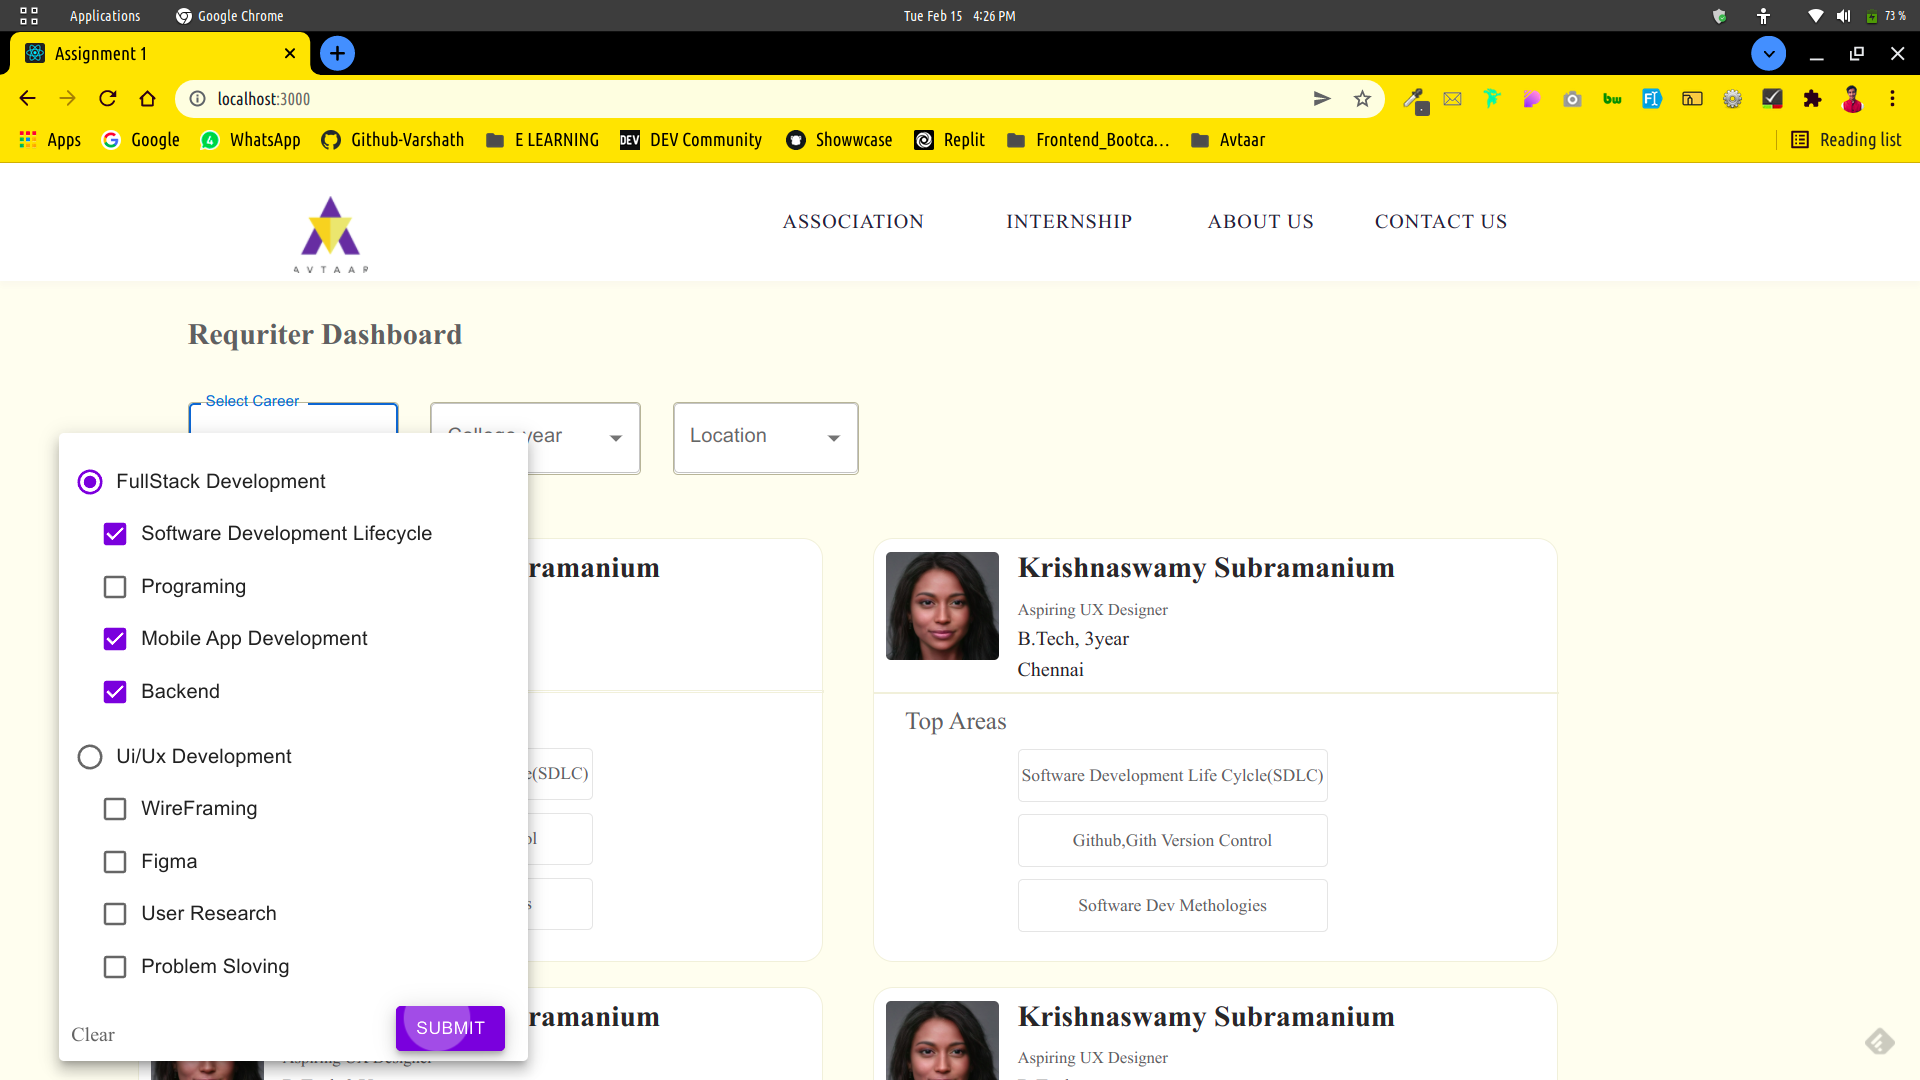 Applications Google Chrome Tue Feb 15 4:26 PM 73 %
Assignment 1
localhost:3000
Apps Google WhatsApp Github-Varshath E LEARNING DEV DEV Community Showwcase Replit Frontend_Bootca… Avtaar Reading list
AVTAAR
ASSOCIATION INTERNSHIP ABOUT US CONTACT US
Requriter Dashboard
Select Career
College year
Location
FullStack Development
Software Development Lifecycle
Programing
Mobile App Development
Backend
Ui/Ux Development
WireFraming
Figma
User Research
Problem Sloving
Clear
SUBMIT
ramanium
e(SDLC)
ol
s
Krishnaswamy Subramanium
Aspiring UX Designer
B.Tech, 3year
Chennai
Top Areas
Software Development Life Cylcle(SDLC)
Github,Gith Version Control
Software Dev Methologies
ramanium
Aspiring UX Designer
Krishnaswamy Subramanium
Aspiring UX Designer